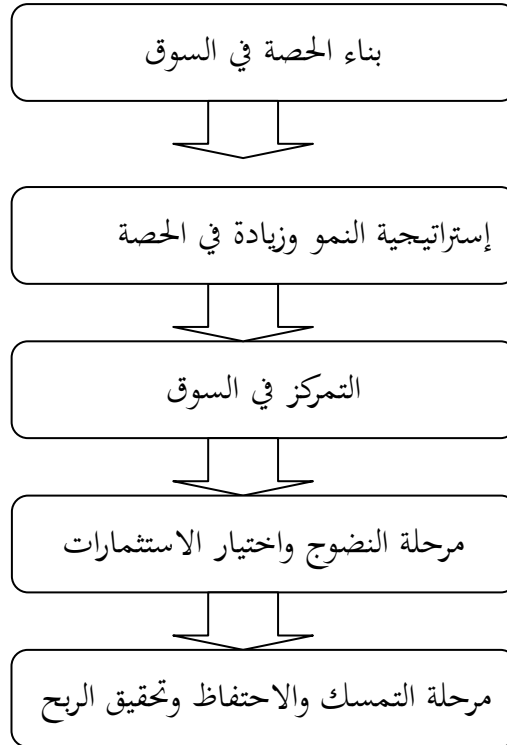 بناء الحصة في السوق
إستراتيجية النمو وزيادة في الحصة
التمركز في السوق
مرحلة النضوج واختيار الاستثمارات
مرحلة التمسك والاحتفاظ وتحقيق الربح